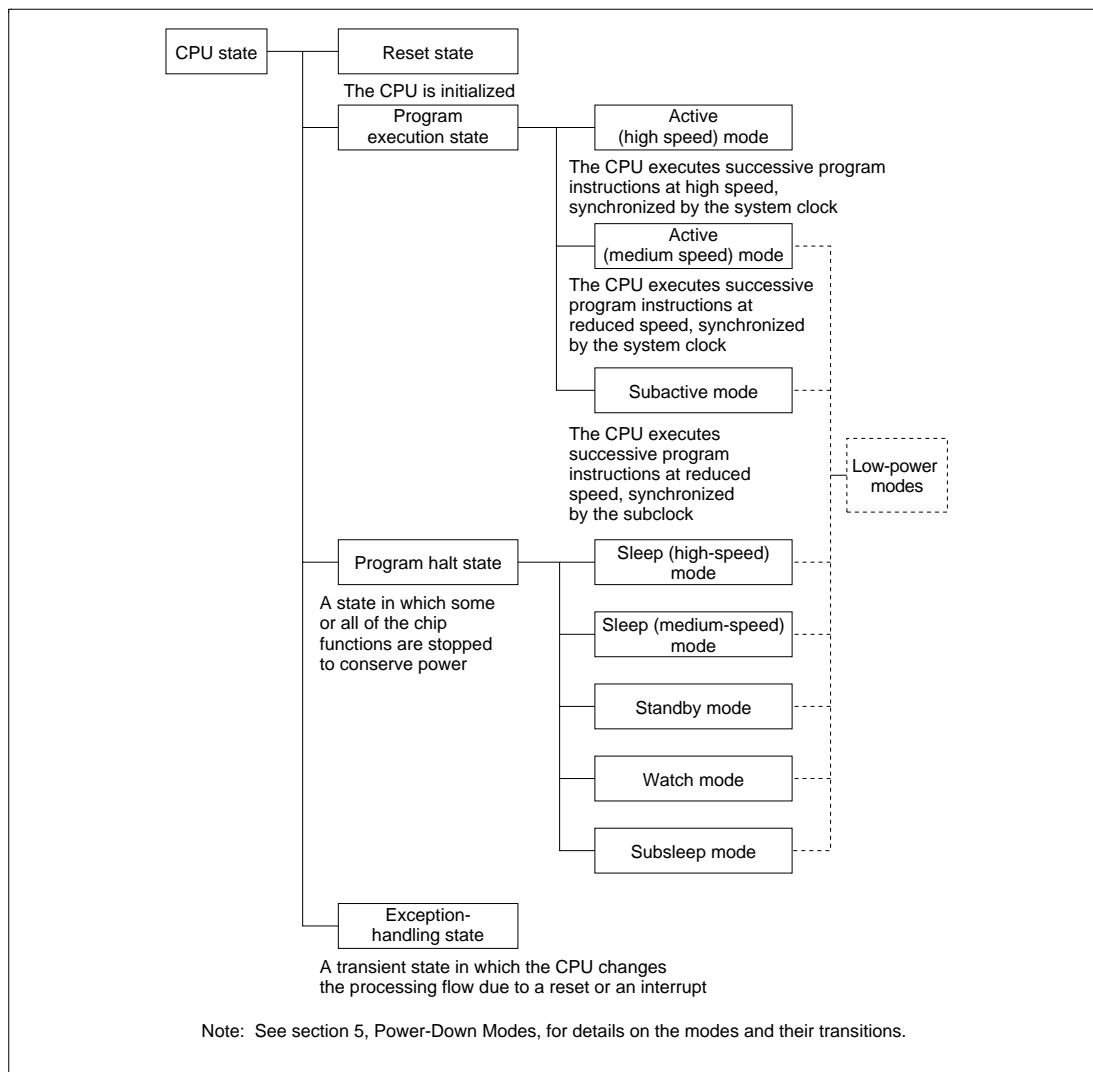 CPU state
Reset state
The CPU is initialized
Program
execution state
Active
(high speed) mode
The CPU executes successive program
instructions at high speed,
synchronized by the system clock
Active
(medium speed) mode
The CPU executes successive
program instructions at
reduced speed, synchronized
by the system clock
Subactive mode
The CPU executes
successive program
instructions at reduced
speed, synchronized
by the subclock
Low-power
modes
Program halt state
A state in which some
or all of the chip
functions are stopped
to conserve power
Sleep (high-speed)
mode
Sleep (medium-speed)
mode
Standby mode
Watch mode
Subsleep mode
Exception-
handling state
A transient state in which the CPU changes
the processing flow due to a reset or an interrupt
Note: See section 5, Power-Down Modes, for details on the modes and their transitions.